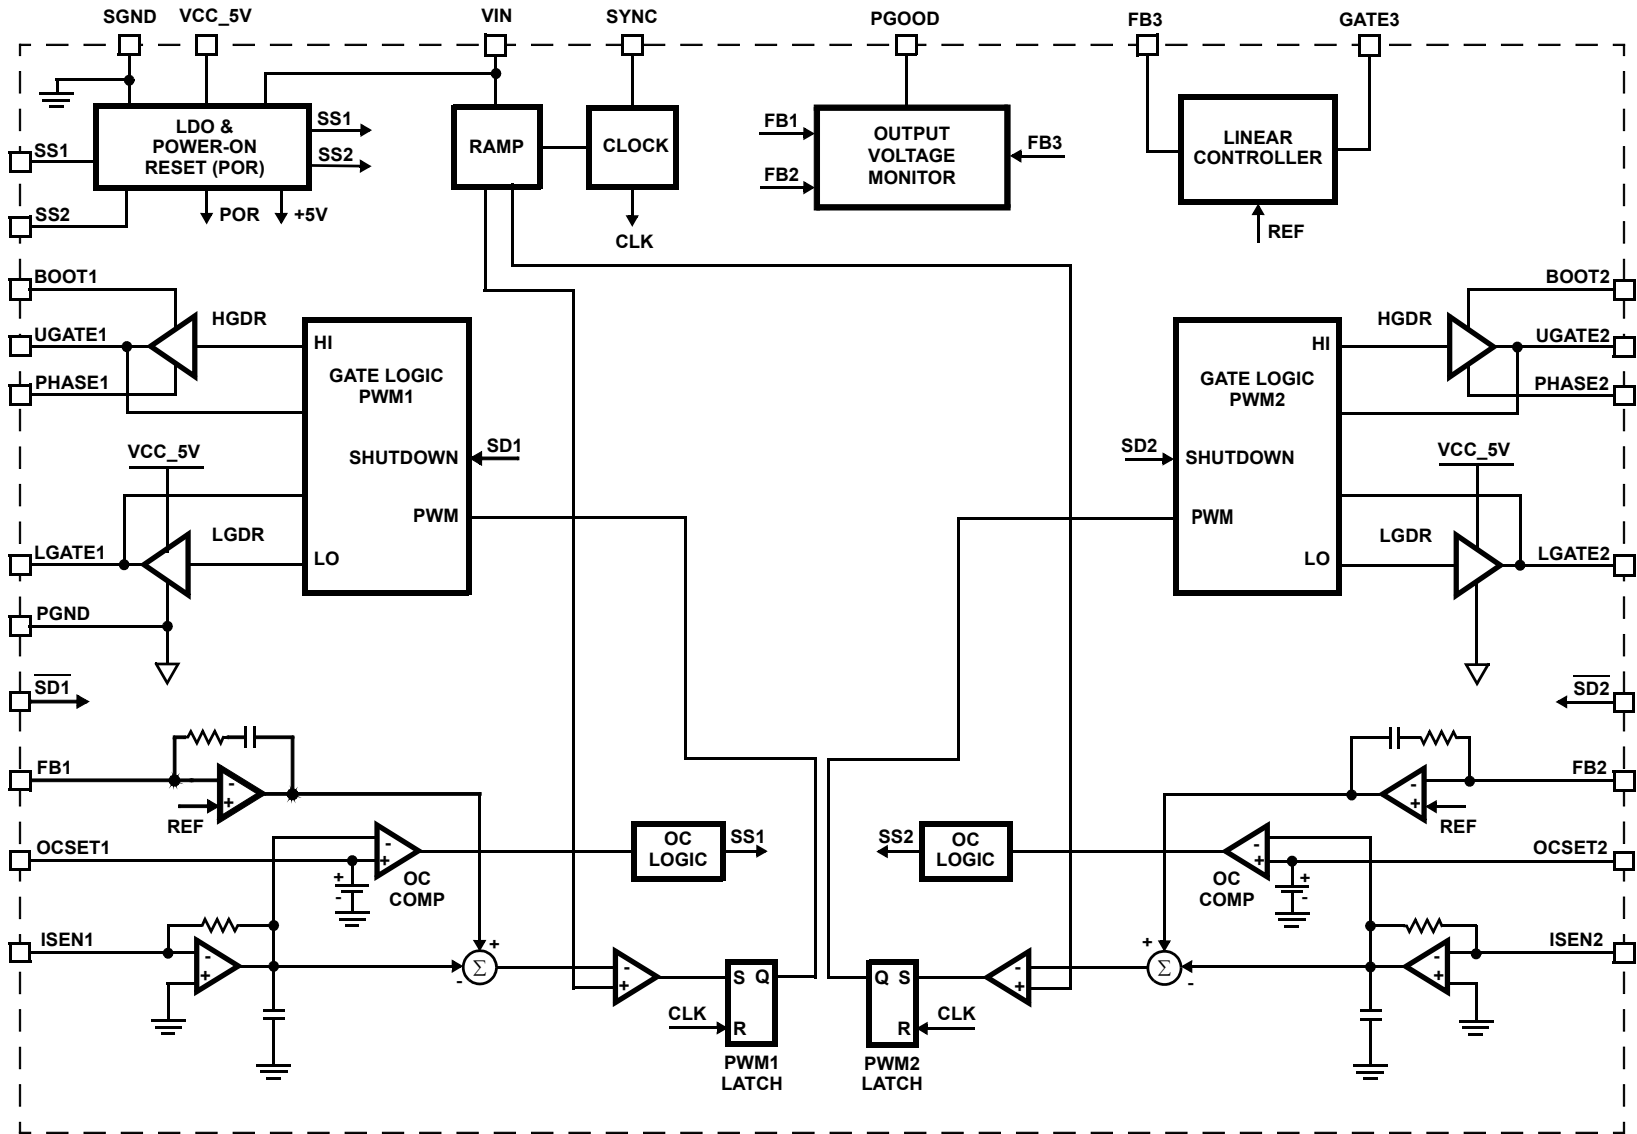 SGND
VCC_5V
VIN
SYNC
PGOOD
FB3
GATE3
SS1
SS2
LDO &
POWER-ON
RESET (POR)
SS1
SS2
POR
+5V
RAMP
CLOCK
CLK
FB1
FB2
OUTPUT
VOLTAGE
MONITOR
FB3
LINEAR
CONTROLLER
REF
BOOT1
UGATE1
PHASE1
HGDR
VCC_5V
LGDR
LGATE1
PGND
HI
GATE LOGIC
PWM1
SHUTDOWN
PWM
LO
SD1
SD2
HI
GATE LOGIC
PWM2
SHUTDOWN
PWM
LO
HGDR
BOOT2
UGATE2
PHASE2
VCC_5V
LGDR
LGATE2
SD1
SD2
FB1
-
+
REF
OCSET1
-
+
OC
COMP
+
-
OC
LOGIC
SS1
ISEN1
-
+
+
Σ
-
-
+
S Q
R
CLK
PWM1
LATCH
FB2
-
+
REF
OCSET2
-
+
OC
COMP
+
-
SS2
OC
LOGIC
ISEN2
-
+
+
Σ
-
-
+
Q S
R
CLK
PWM2
LATCH